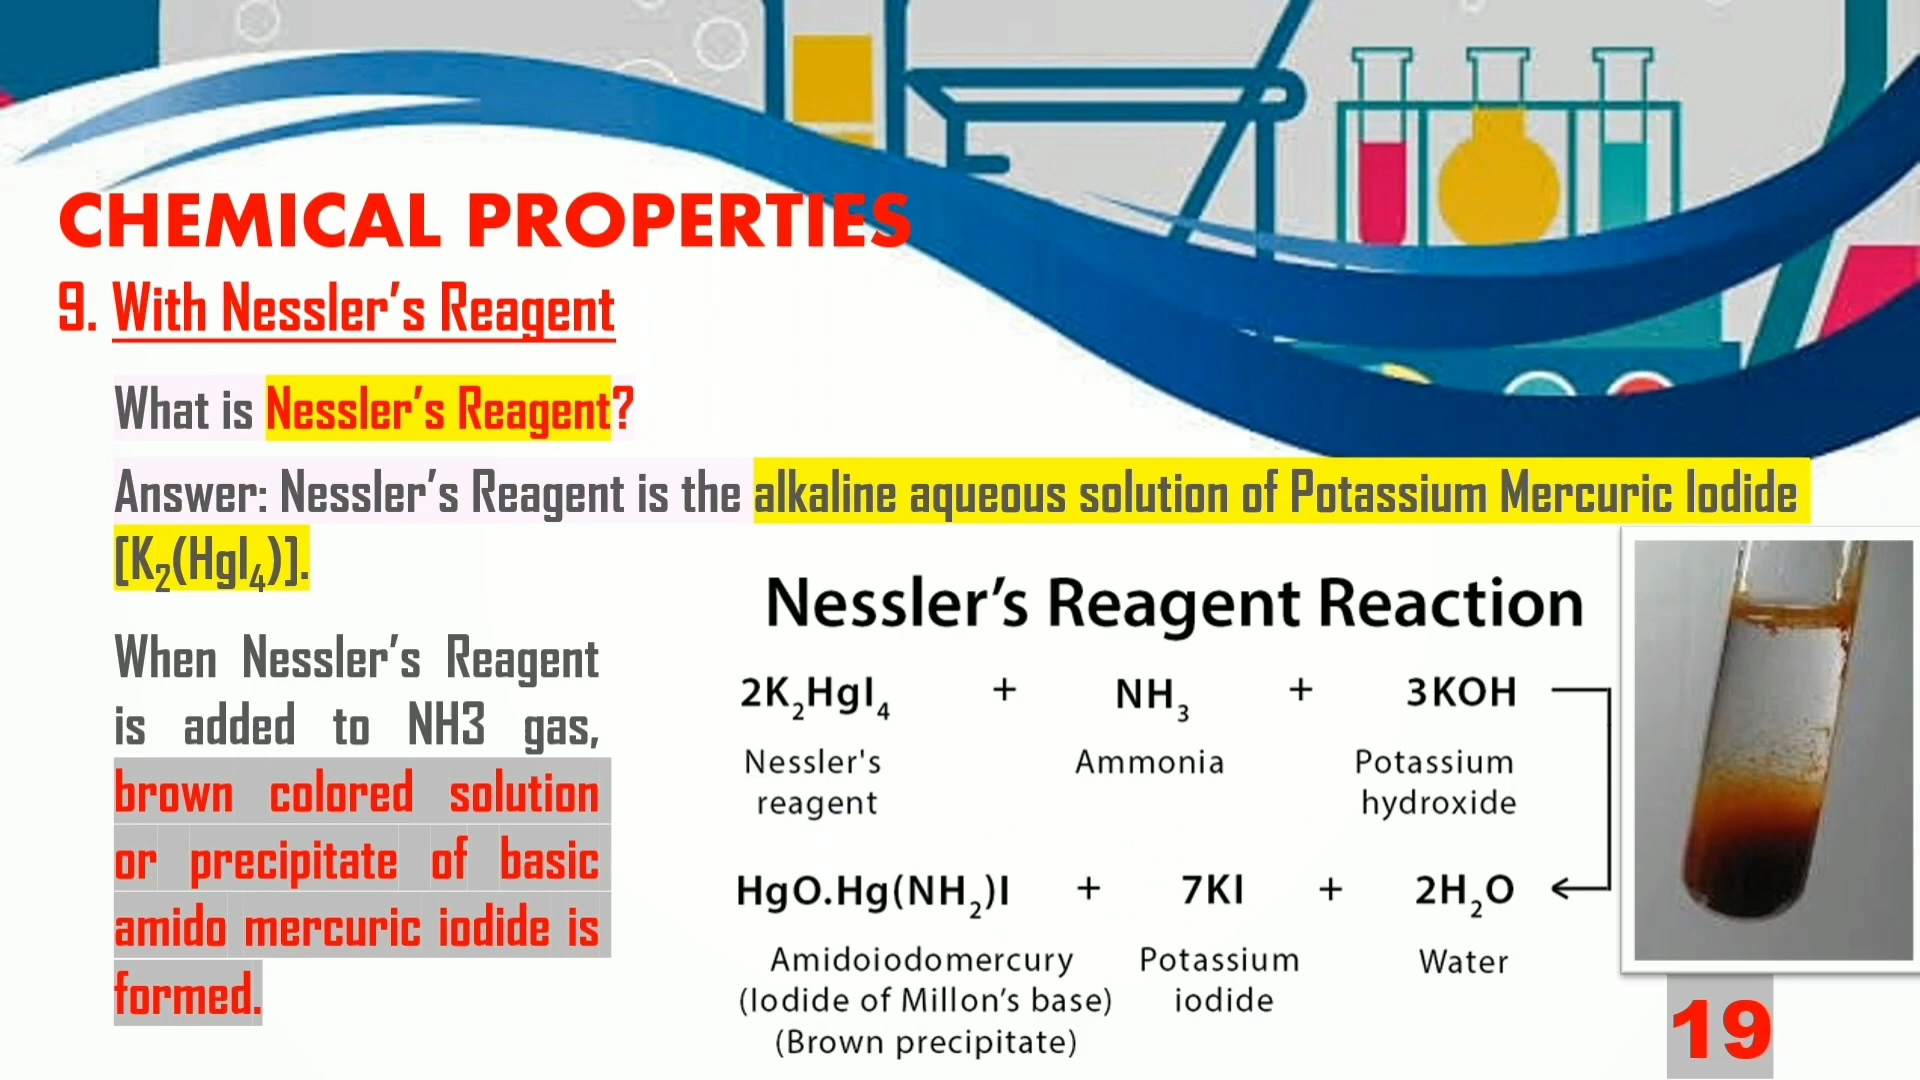 CHEMICAL PROPERTIES
9. With Nessler’s Reagent
What is Nessler’s Reagent?
Answer: Nessler’s Reagent is the alkaline aqueous solution of Potassium Mercuric Iodide
[K₂(HgI₄)].
When Nessler’s Reagent
is added to NH3 gas,
brown colored solution
or precipitate of basic
amido mercuric iodide is
formed.
Nessler’s Reagent Reaction
2K₂HgI₄ + NH₃ + 3KOH
Nessler's Ammonia Potassium
reagent hydroxide
HgO.Hg(NH₂)I + 7KI + 2H₂O
Amidoiodomercury Potassium Water
(Iodide of Millon’s base) iodide
(Brown precipitate)
19